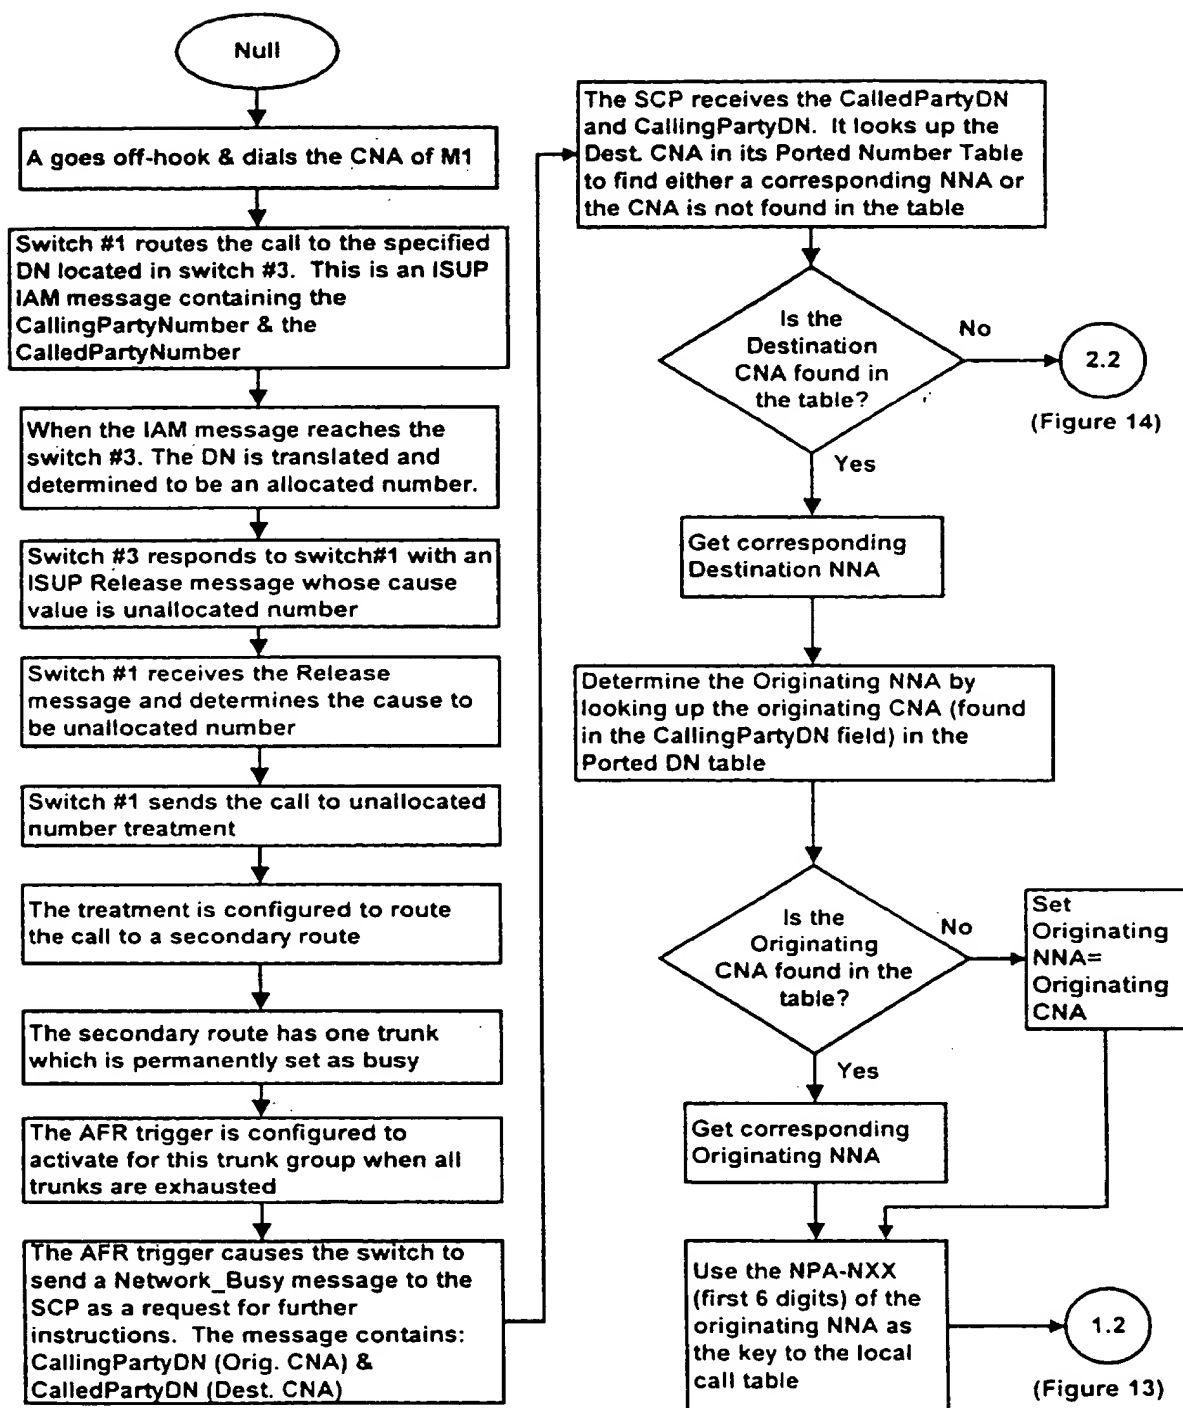 Null
A goes off-hook & dials the CNA of M1
Switch #1 routes the call to the specified
DN located in switch #3. This is an ISUP
IAM message containing the
CallingPartyNumber & the
CalledPartyNumber
When the IAM message reaches the
switch #3. The DN is translated and
determined to be an allocated number.
Switch #3 responds to switch#1 with an
ISUP Release message whose cause
value is unallocated number
Switch #1 receives the Release
message and determines the cause to
be unallocated number
Switch #1 sends the call to unallocated
number treatment
The treatment is configured to route
the call to a secondary route
The secondary route has one trunk
which is permanently set as busy
The AFR trigger is configured to
activate for this trunk group when all
trunks are exhausted
The AFR trigger causes the switch to
send a Network_Busy message to the
SCP as a request for further
instructions. The message contains:
CallingPartyDN (Orig. CNA) &
CalledPartyDN (Dest. CNA)
The SCP receives the CalledPartyDN
and CallingPartyDN. It looks up the
Dest. CNA in its Ported Number Table
to find either a corresponding NNA or
the CNA is not found in the table
Is the
Destination
CNA found in
the table?
No
2.2
(Figure 14)
Yes
Get corresponding
Destination NNA
Determine the Originating NNA by
looking up the originating CNA (found
in the CallingPartyDN field) in the
Ported DN table
Is the
Originating
CNA found in the
table?
No
Set
Originating
NNA=
Originating
CNA
Yes
Get corresponding
Originating NNA
Use the NPA-NXX
(first 6 digits) of the
originating NNA as
the key to the local
call table
1.2
(Figure 13)